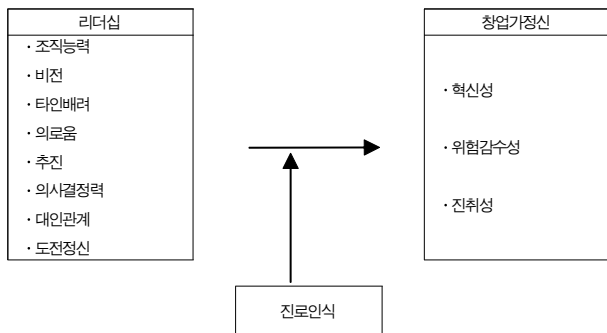 리더십
· 조직능력
· 비전
· 타인배려
· 의로움
· 추진
· 의사결정력
· 대인관계
· 도전정신
창업가정신
· 혁신성
· 위험감수성
· 진취성
진로인식